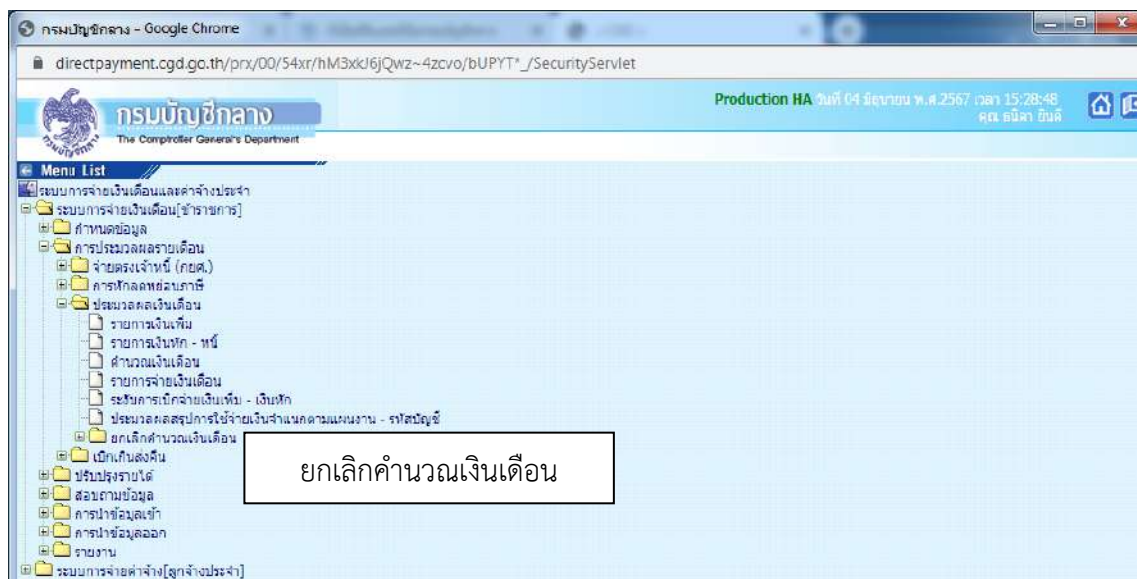 กรมบัญชีกลาง - Google Chrome
directpayment.cgd.go.th/prx/00/54xr/hM3xkJ6jQwz~4zcvo/bUPYT*_/SecurityServlet
กรมบัญชีกลาง
The Comptroller General's Department
Production HA วันที่ 04 มิถุนายน พ.ศ.2567 เวลา 15:28:48
คุณ ธนิดา ยินดี
Menu List
ระบบการจ่ายเงินเดือนและค่าจ้างประจำ
ระบบการจ่ายเงินเดือน[ข้าราชการ]
กำหนดข้อมูล
การประมวลผลรายเดือน
จ่ายตรงเจ้าหนี้ (กยศ.)
การหักลดหย่อนภาษี
ประมวลผลเงินเดือน
รายการเงินเพิ่ม
รายการเงินหัก - หนี้
คำนวณเงินเดือน
รายการจ่ายเงินเดือน
ระงับการเบิกจ่ายเงินเพิ่ม - เงินหัก
ประมวลผลสรุปการใช้จ่ายเงินจำแนกตามแผนงาน - รหัสบัญชี
ยกเลิกคำนวณเงินเดือน
ยกเลิกคำนวณเงินเดือน
เบิกเกินส่งคืน
ปรับปรุงรายได้
สอบถามข้อมูล
การนำข้อมูลเข้า
การนำข้อมูลออก
รายงาน
ระบบการจ่ายค่าจ้าง[ลูกจ้างประจำ]